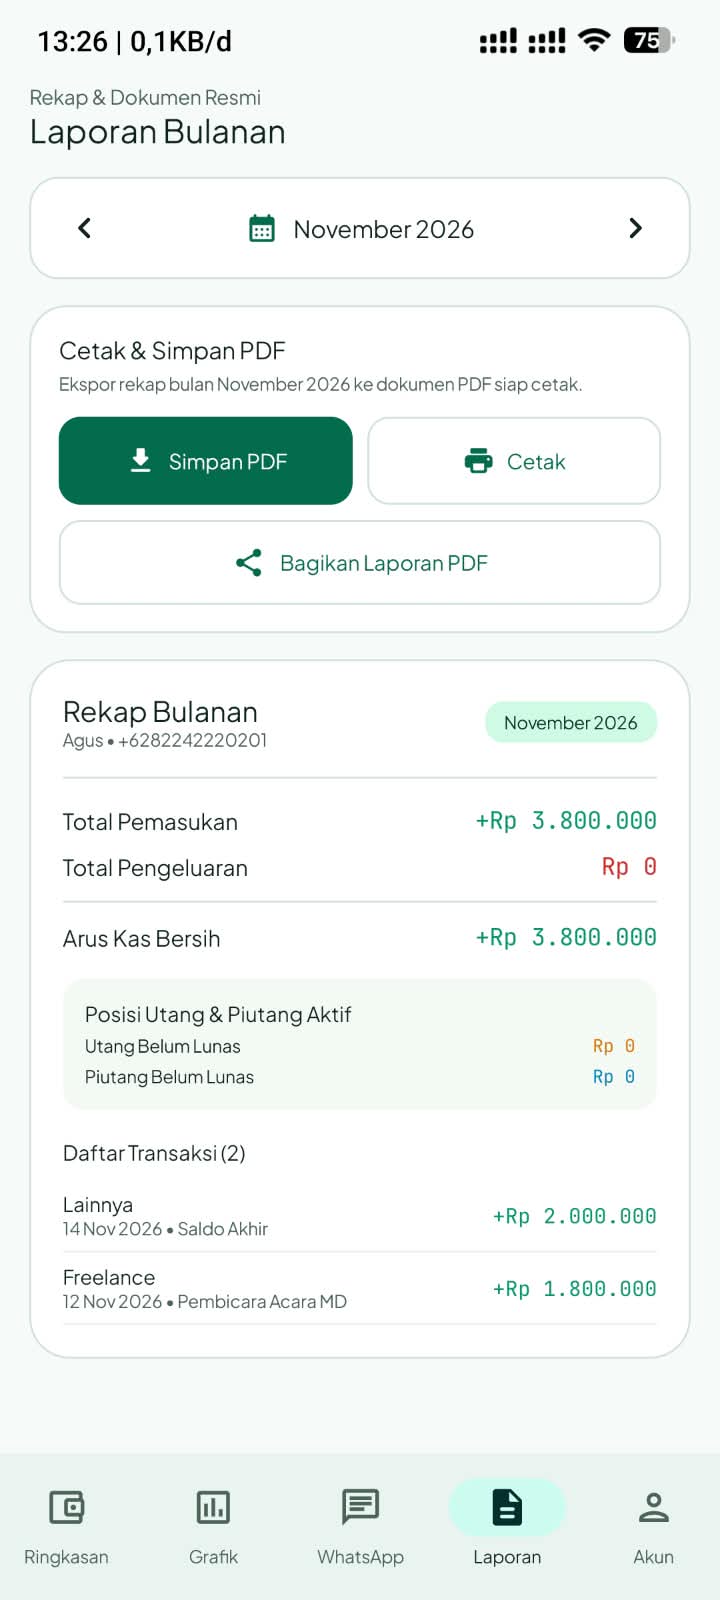 13:26 | 0,1KB/d
75
Rekap & Dokumen Resmi
Laporan Bulanan
November 2026
Cetak & Simpan PDF
Ekspor rekap bulan November 2026 ke dokumen PDF siap cetak.
Simpan PDF
Cetak
Bagikan Laporan PDF
Rekap Bulanan
November 2026
Agus • +6282242220201
Total Pemasukan +Rp 3.800.000
Total Pengeluaran Rp 0
Arus Kas Bersih +Rp 3.800.000
Posisi Utang & Piutang Aktif
Utang Belum Lunas Rp 0
Piutang Belum Lunas Rp 0
Daftar Transaksi (2)
Lainnya
14 Nov 2026 • Saldo Akhir
+Rp 2.000.000
Freelance
12 Nov 2026 • Pembicara Acara MD
+Rp 1.800.000
Ringkasan
Grafik
WhatsApp
Laporan
Akun